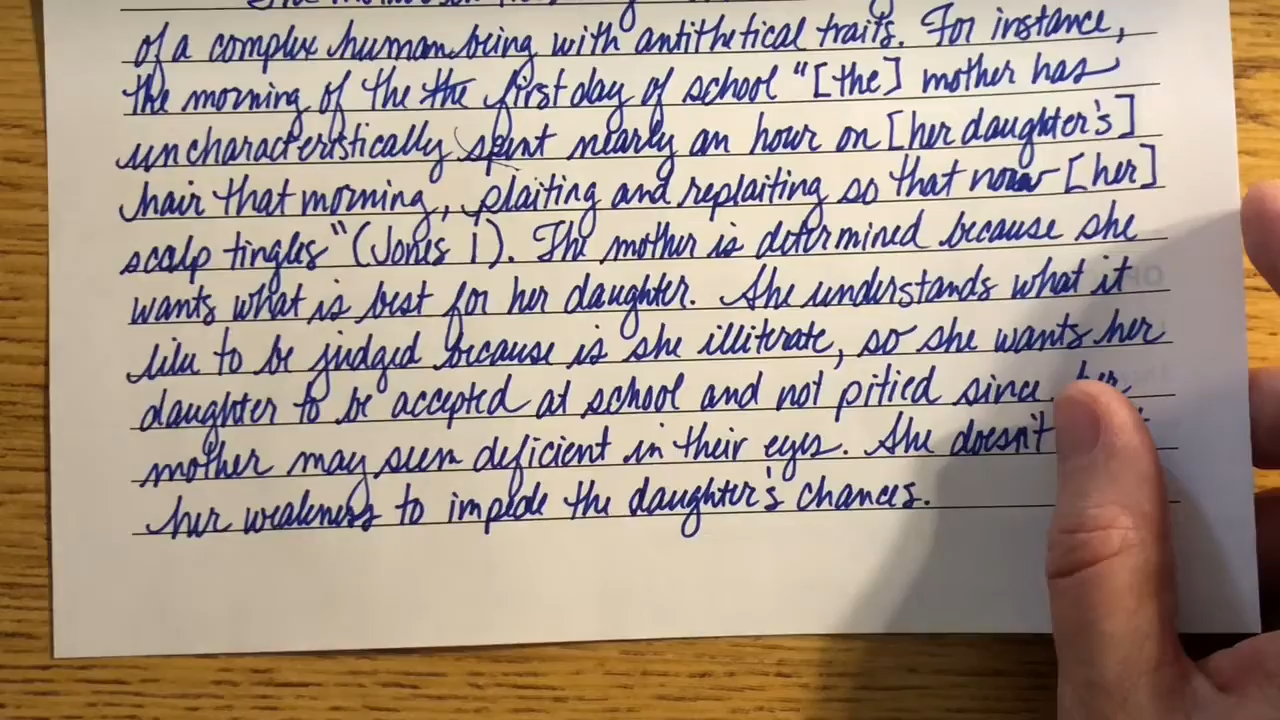 of a complex human being with antithetical traits. For instance,
the morning of the the first day of school "[the] mother has
uncharacteristically spent nearly an hour on [her daughter's]
hair that morning, plaiting and replaiting so that now [her]
scalp tingles" (Jones 1). The mother is determined because she
wants what is best for her daughter. She understands what it
like to be judged because is she illiterate, so she wants her
daughter to be accepted at school and not pitied since her
mother may seem deficient in their eyes. She doesn't
her weakness to impede the daughter's chances.